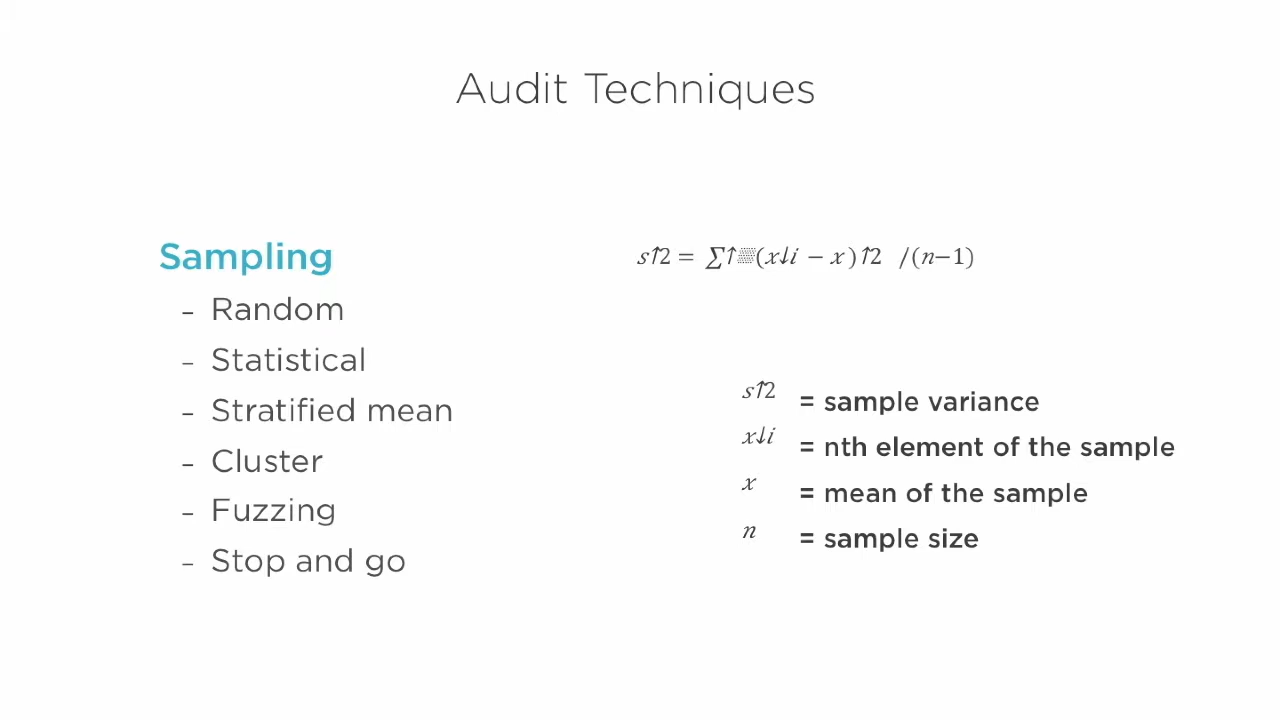 Audit Techniques
Sampling
- Random
- Statistical
- Stratified mean
- Cluster
- Fuzzing
- Stop and go
s↑2 = ∑↑▒(x↓i − x)↑2 /(n−1)
s↑2 = sample variance
x↓i = nth element of the sample
x = mean of the sample
n = sample size